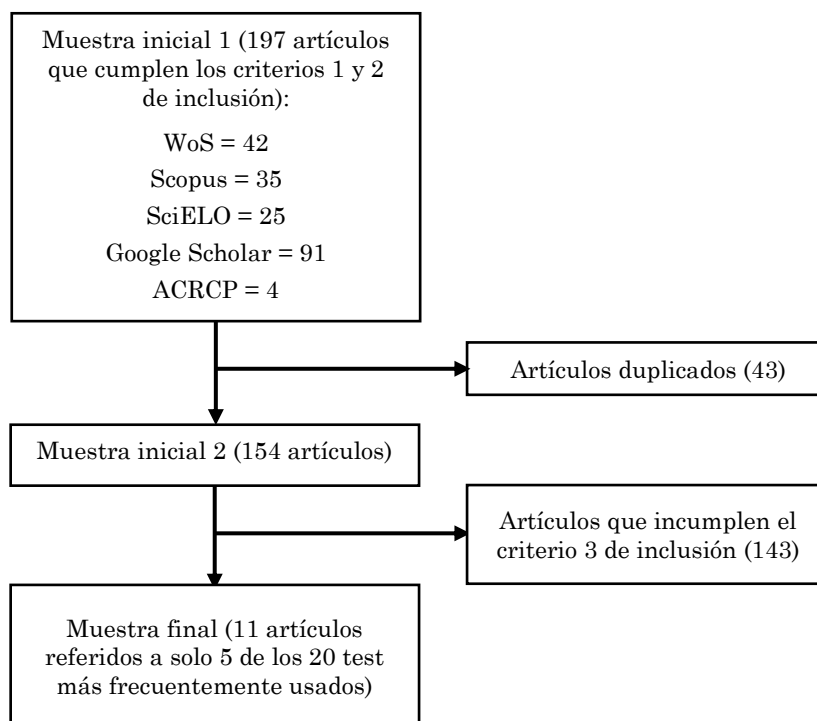 Muestra inicial 1 (197 artículos
que cumplen los criterios 1 y 2
de inclusión):
WoS = 42
Scopus = 35
SciELO = 25
Google Scholar = 91
ACRCP = 4
Artículos duplicados (43)
Muestra inicial 2 (154 artículos)
Artículos que incumplen el
criterio 3 de inclusión (143)
Muestra final (11 artículos
referidos a solo 5 de los 20 test
más frecuentemente usados)